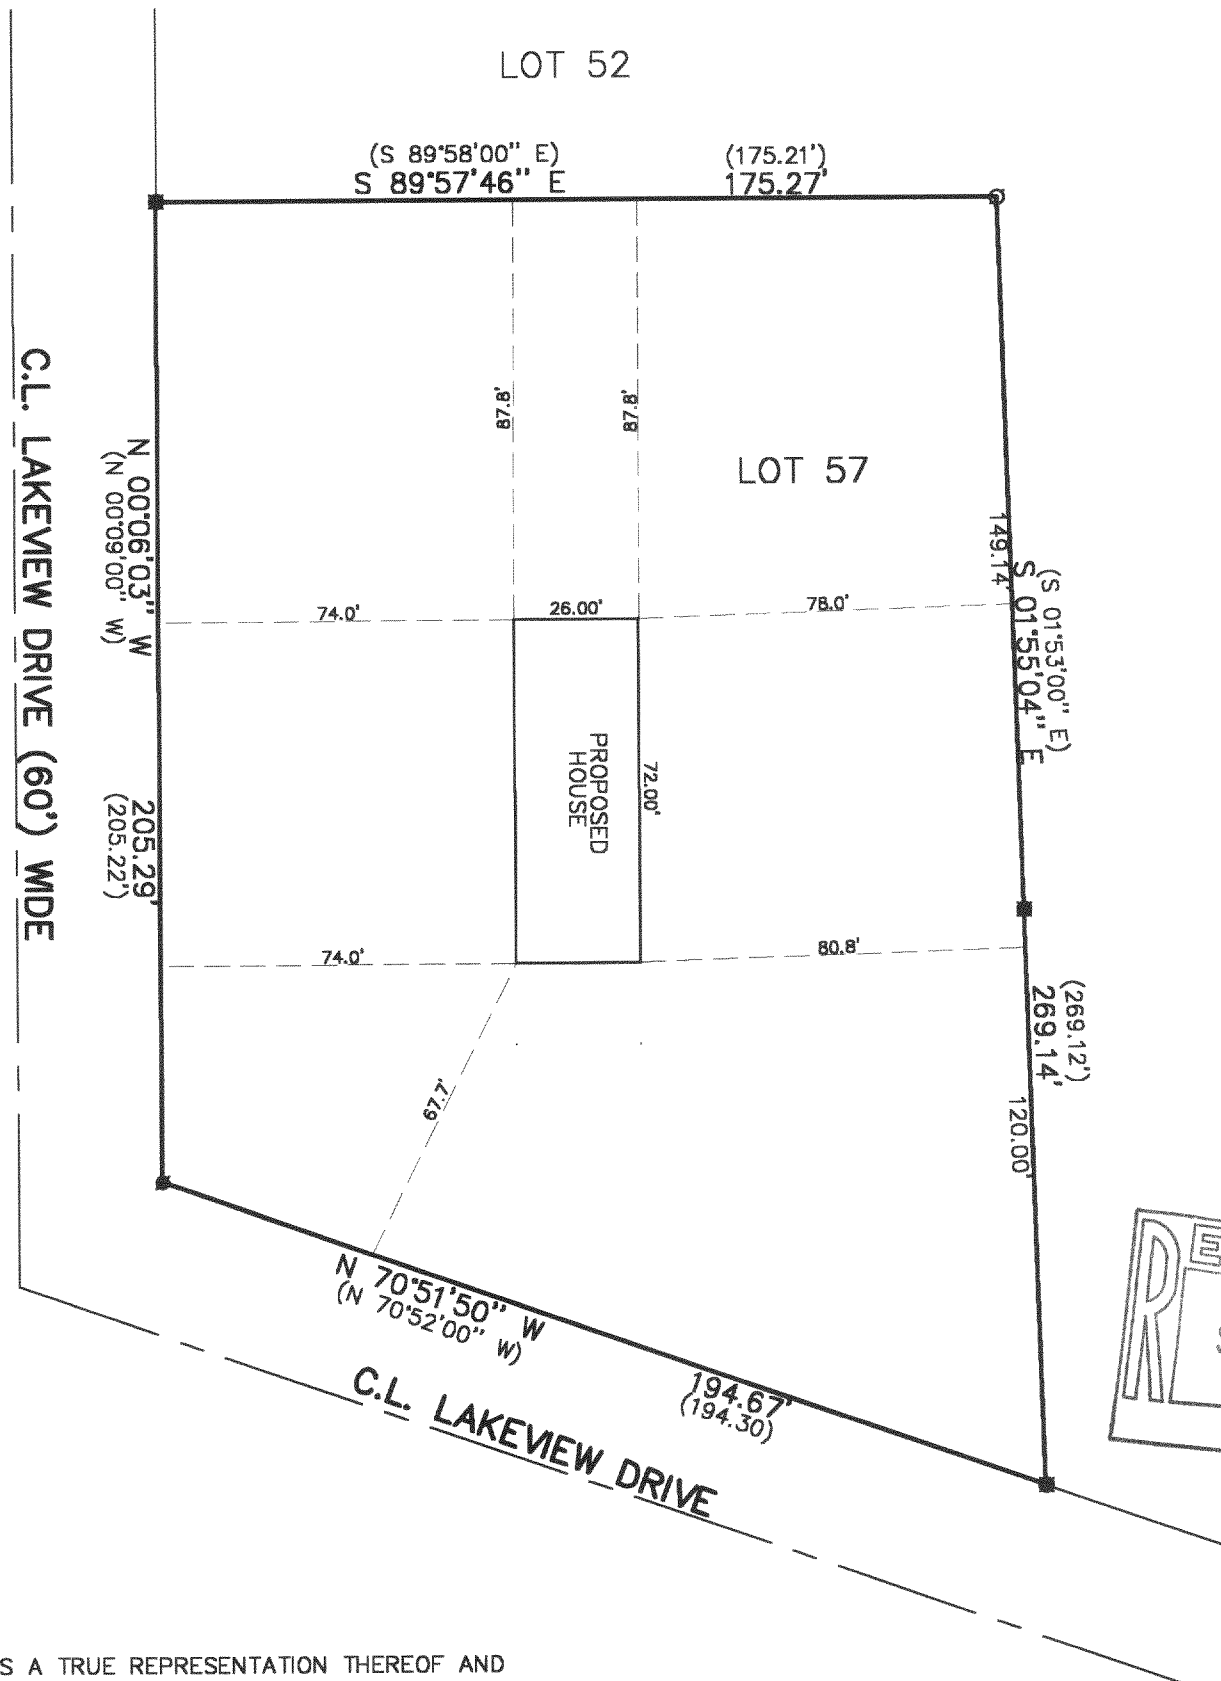 LOT 52
(S 89°58'00" E)
S 89°57'46" E
(175.21')
175.27'
C.L. LAKEVIEW DRIVE (60') WIDE
N 00°06'03" W
(N 00°09'00" W)
205.29'
(205.22')
87.8'
87.8'
LOT 57
149.14'
(S 01°53'00" E)
S 01°55'04" E
74.0'
26.00'
78.0'
PROPOSED
HOUSE
72.00'
74.0'
80.8'
(269.12')
269.14'
120.00'
67.7'
N 70°51'50" W
(N 70°52'00" W)
194.67'
(194.30)
C.L. LAKEVIEW DRIVE
S A TRUE REPRESENTATION THEREOF AND